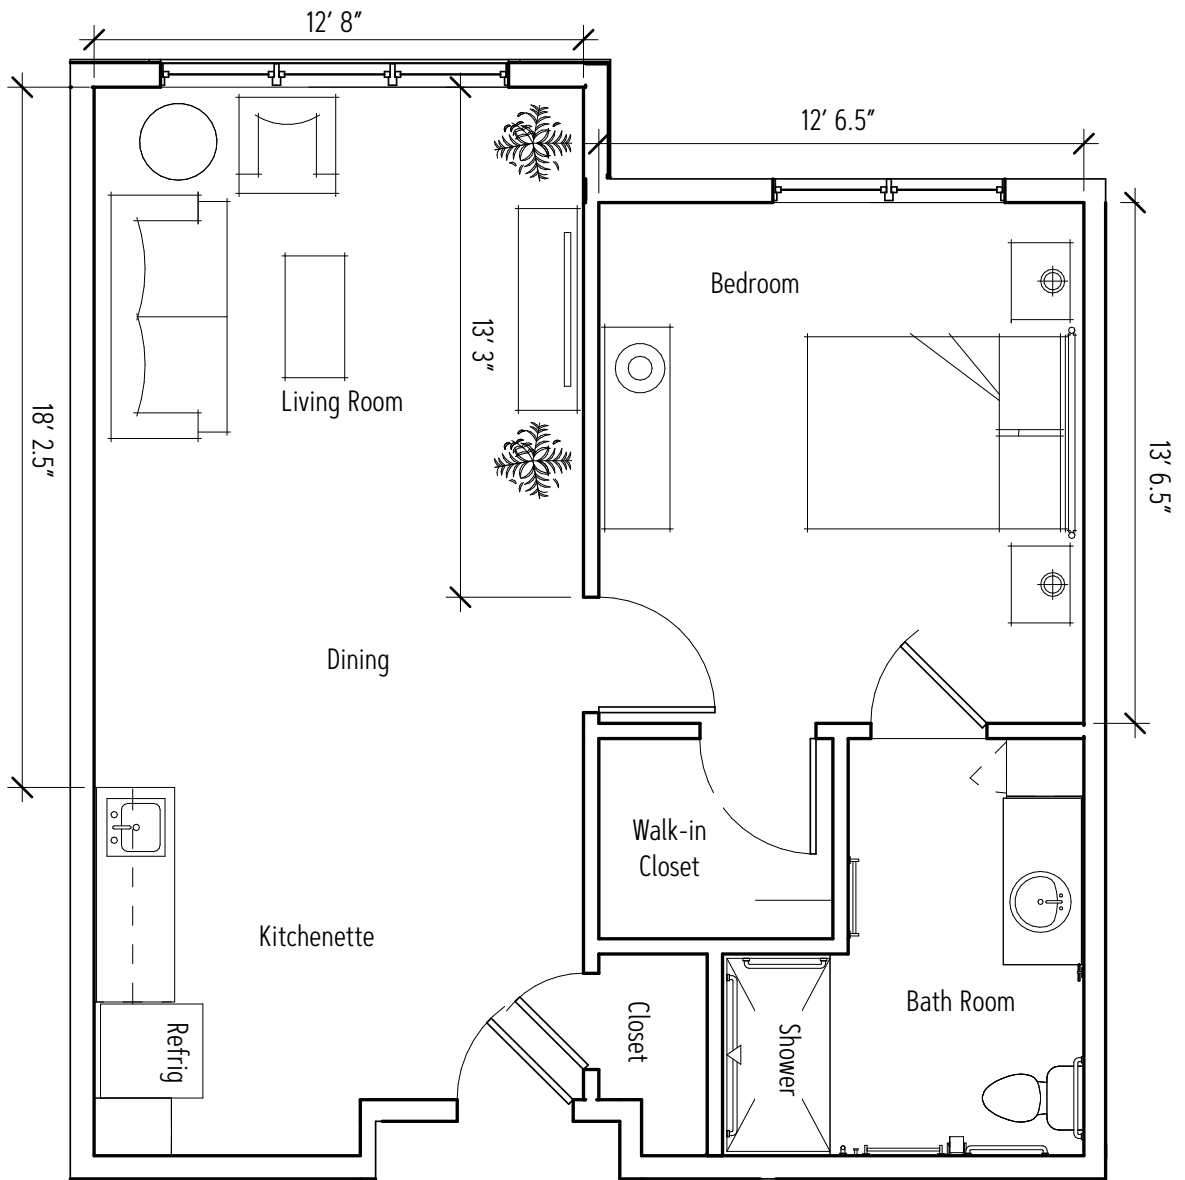 12' 8"
12' 6.5"
Bedroom
13' 3"
Living Room
18' 2.5"
13' 6.5"
Dining
Walk-in
Closet
Kitchenette
Bath Room
Closet
Refrig
Shower